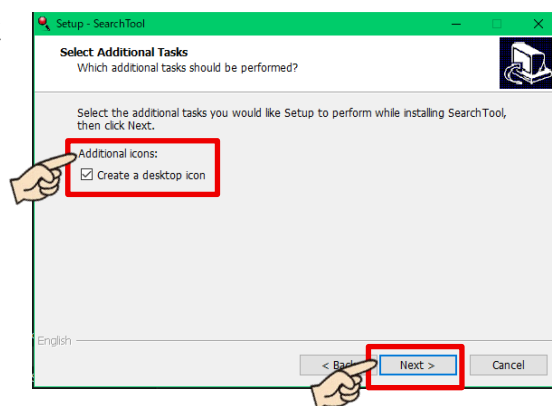 Setup - SearchTool
Select Additional Tasks
Which additional tasks should be performed?
Select the additional tasks you would like Setup to perform while installing SearchTool,
then click Next.
Additional icons:
Create a desktop icon
English
< Back Next > Cancel